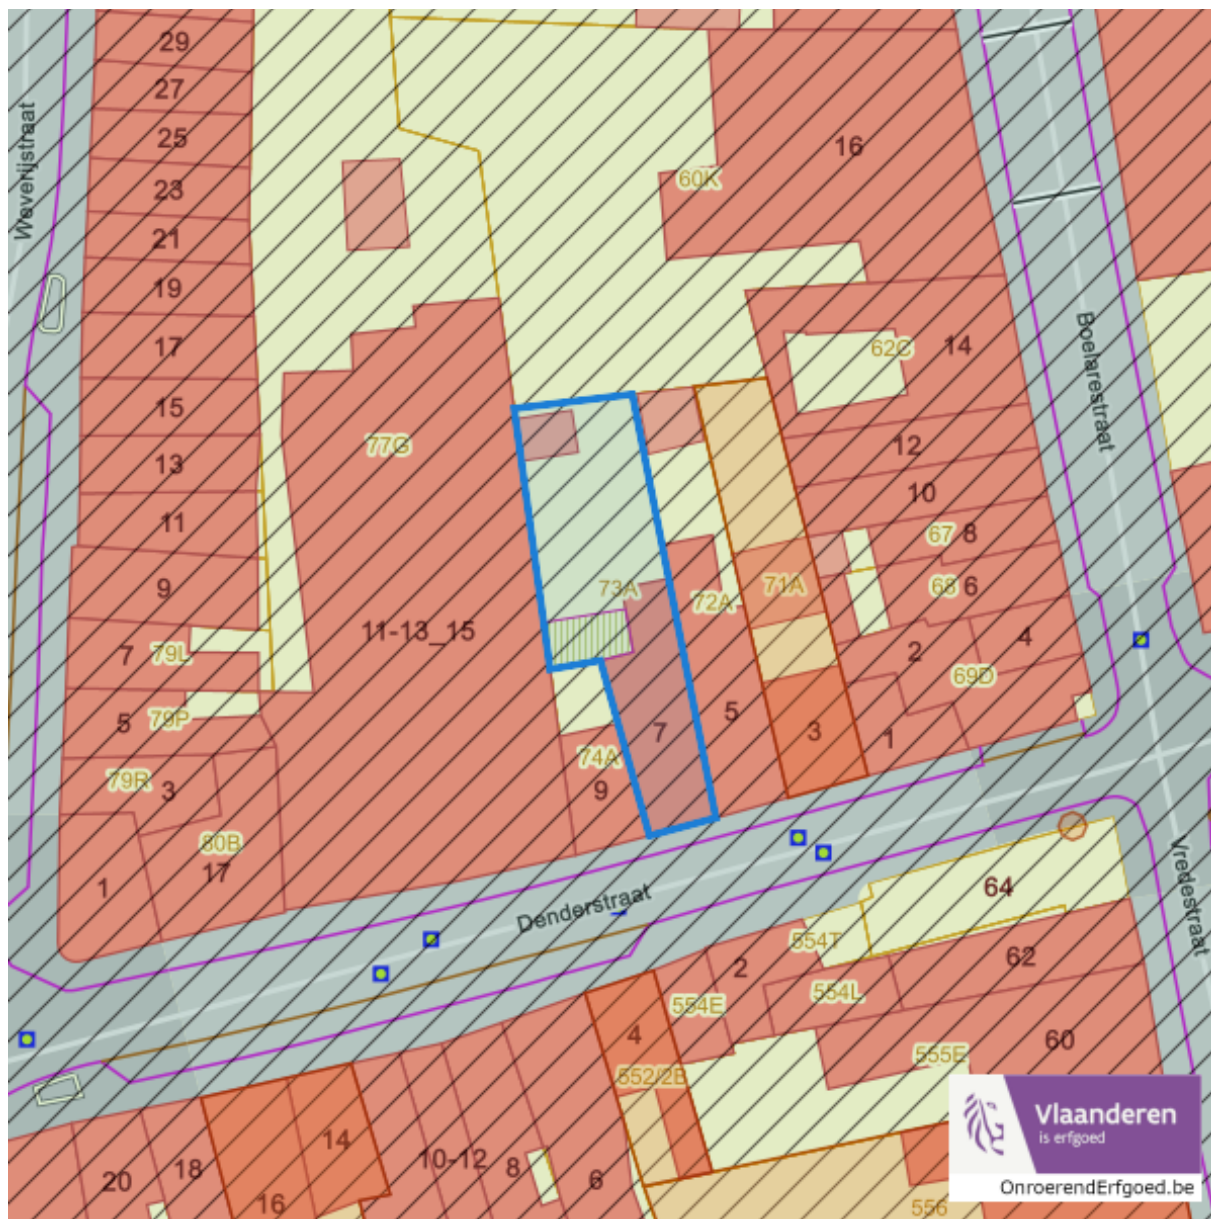 29
27
25
23
21
19
17
15
13
11
9
7
79L
5
79P
79R
3
80B
17
1
Weverijstraat
77G
11-13_15
60K
16
62C
14
12
10
67
8
68
6
4
2
69D
1
71A
3
72A
5
73A
7
74A
9
Boelarestraat
Denderstraat
Vredestraat
64
554T
62
2
554L
554E
4
552/2B
555E
60
14
10-12
8
6
18
20
16
556
Vlaanderen
is erfgoed
OnroerendErfgoed.be